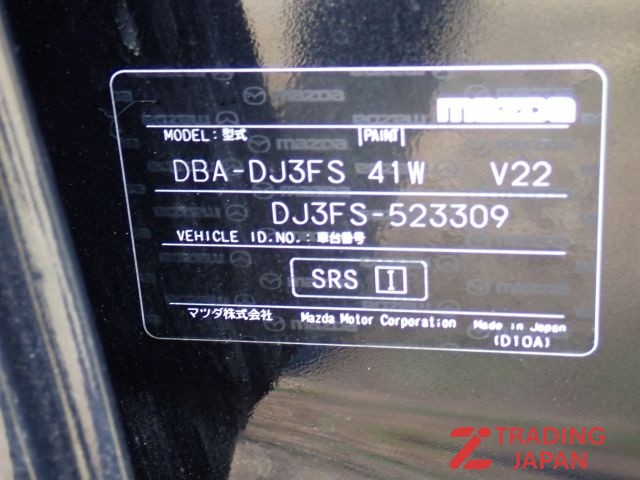 mazda
MODEL: 型式 PAINT
DBA-DJ3FS 41W V22
DJ3FS-523309
VEHICLE ID.NO.: 車台番号
SRS I
マツダ株式会社 Mazda Motor Corporation Made in Japan
(D10A)
TRADING
JAPAN